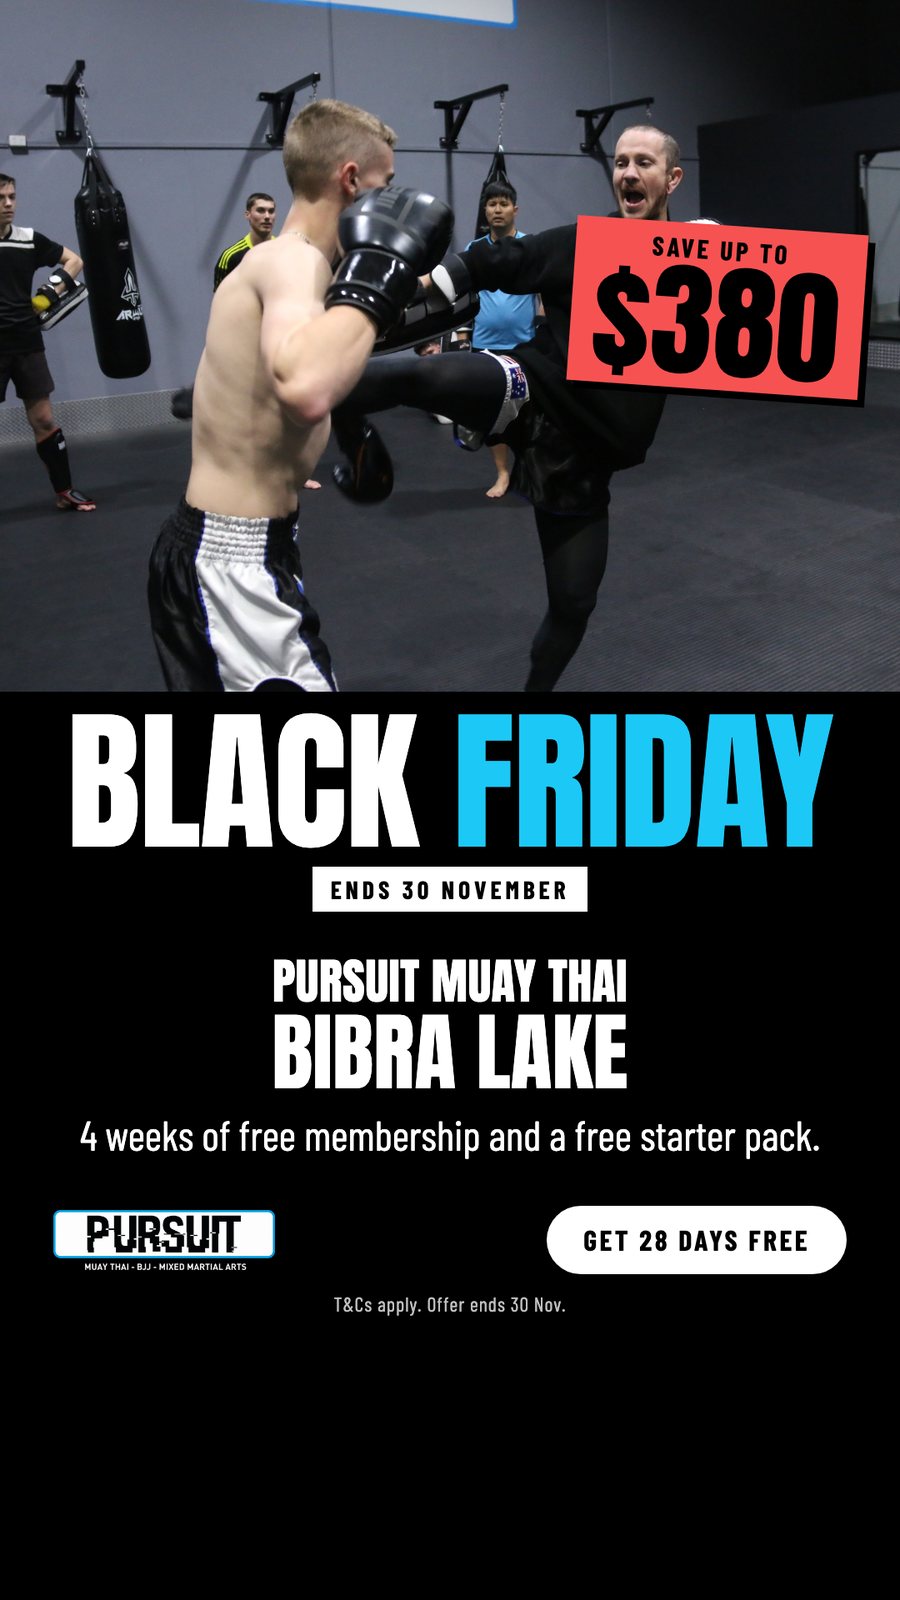 SAVE UP TO
$380
BLACK FRIDAY
ENDS 30 NOVEMBER
PURSUIT MUAY THAI
BIBRA LAKE
4 weeks of free membership and a free starter pack.
PURSUIT
MUAY THAI - BJJ - MIXED MARTIAL ARTS
GET 28 DAYS FREE
T&Cs apply. Offer ends 30 Nov.